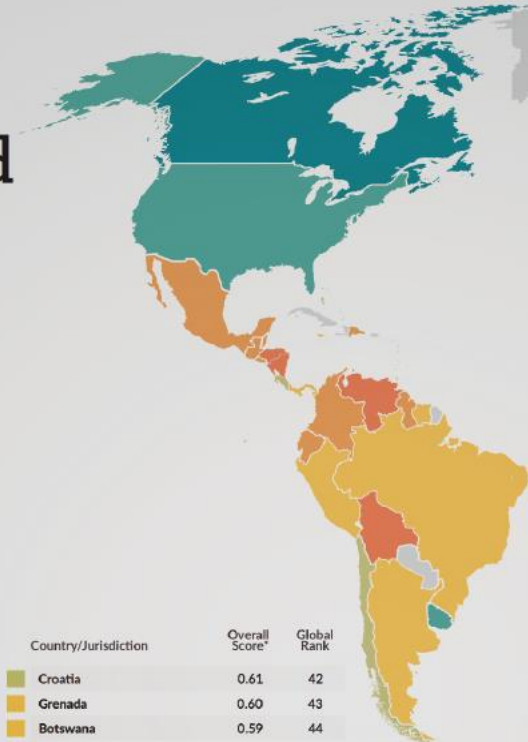 d
Country/Jurisdiction Overall Score* Global Rank
Croatia 0.61 42
Grenada 0.60 43
Botswana 0.59 44